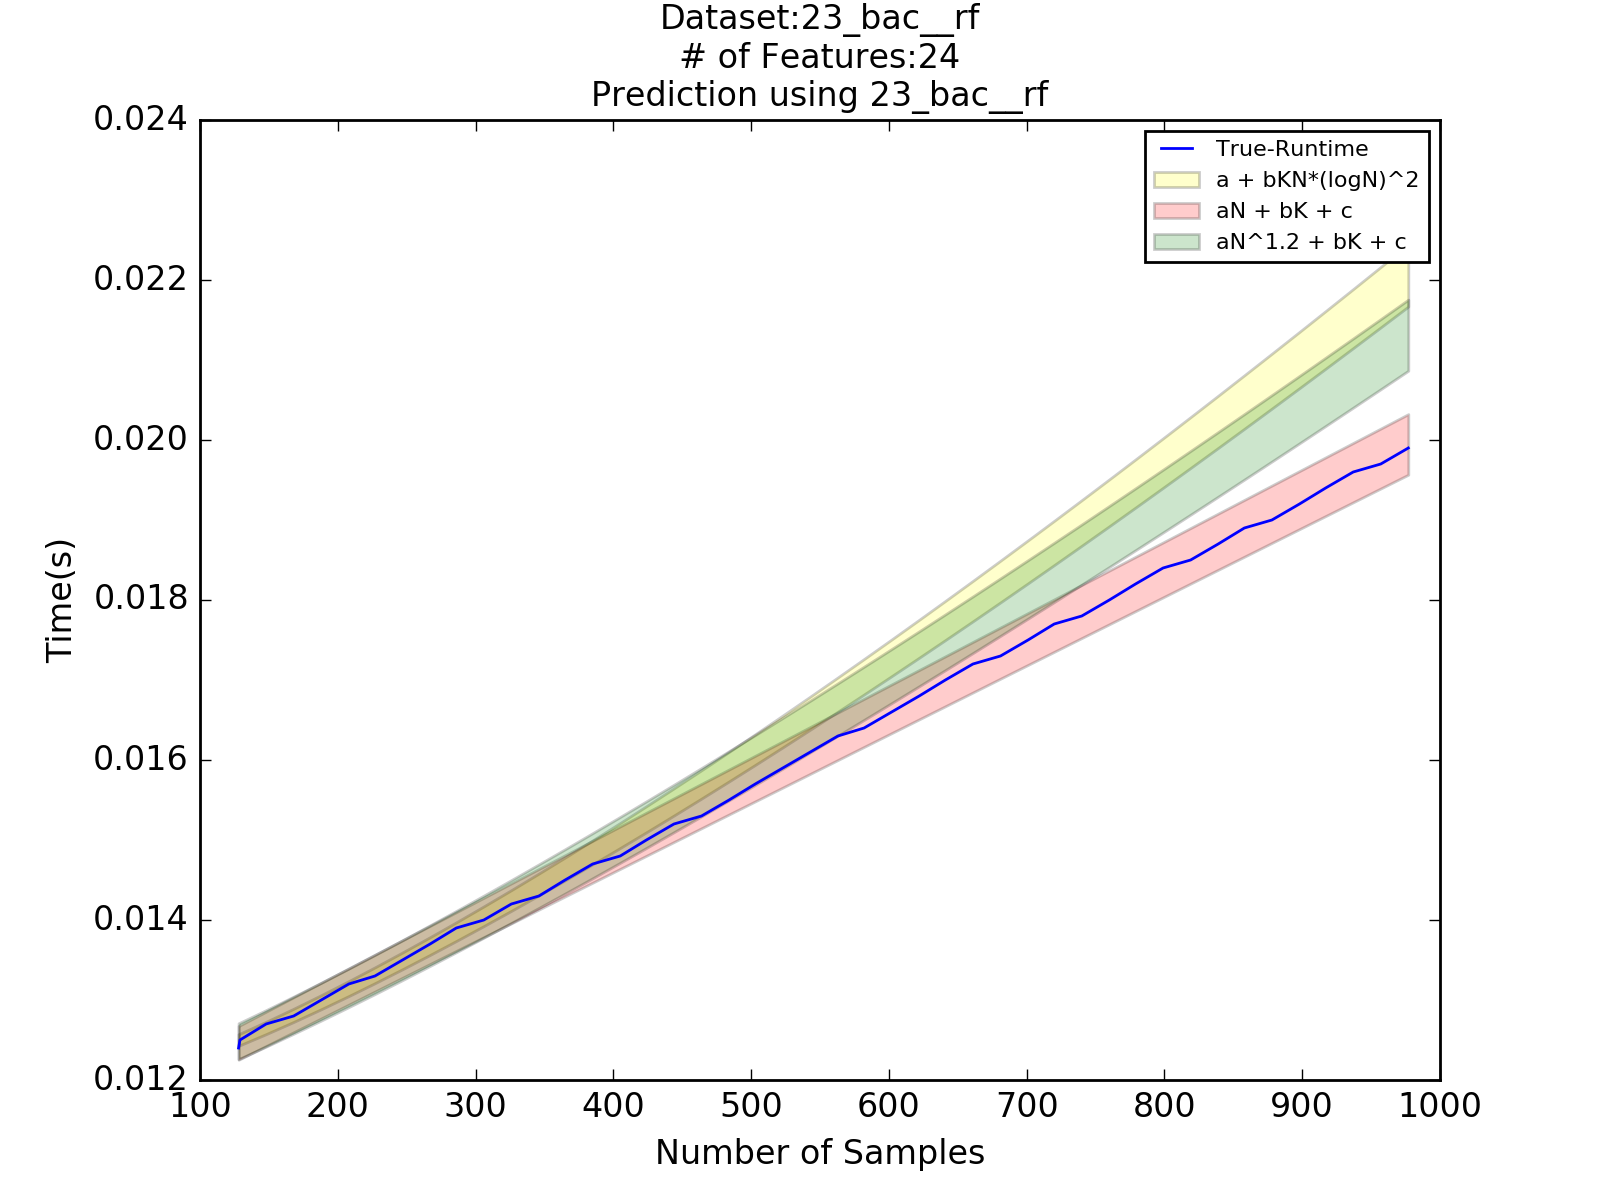 Dataset:23_bac__rf
# of Features:24
Prediction using 23_bac__rf
0.024
0.022
0.020
0.018
0.016
0.014
0.012
Time(s)
True-Runtime
a + bKN*(logN)^2
aN + bK + c
aN^1.2 + bK + c
100 200 300 400 500 600 700 800 900 1000
Number of Samples